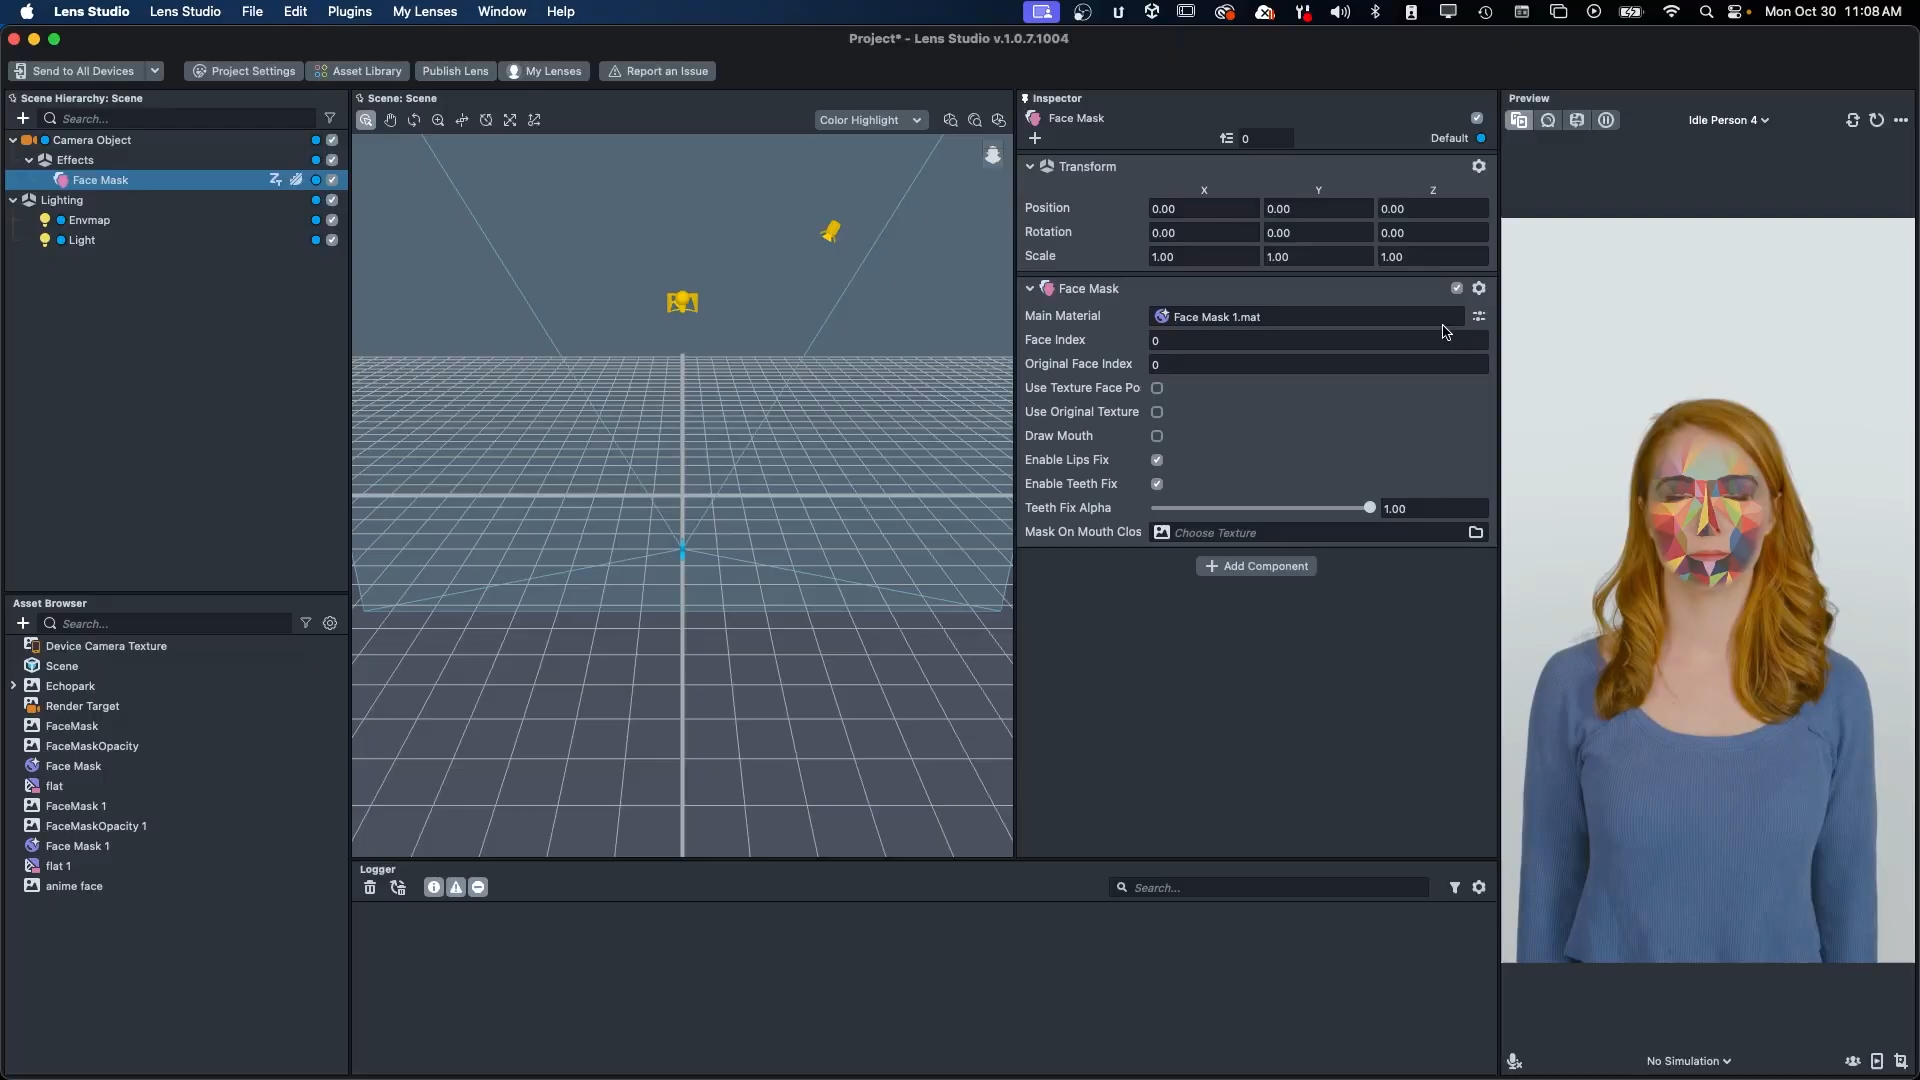 Lens Studio Lens Studio File Edit Plugins My Lenses Window Help Mon Oct 30 11:08 AM
Project* - Lens Studio v.1.0.7.1004
Send to All Devices Project Settings Asset Library Publish Lens My Lenses Report an Issue
Scene Hierarchy: Scene
Search...
Camera Object
Effects
Face Mask
Lighting
Envmap
Light
Asset Browser
Search...
Device Camera Texture
Scene
Echopark
Render Target
FaceMask
FaceMaskOpacity
Face Mask
flat
FaceMask 1
FaceMaskOpacity 1
Face Mask 1
flat 1
anime face
Scene: Scene
Color Highlight
Logger
Search...
Inspector
Face Mask
0 Default
Transform
X Y Z
Position 0.00 0.00 0.00
Rotation 0.00 0.00 0.00
Scale 1.00 1.00 1.00
Face Mask
Main Material Face Mask 1.mat
Face Index 0
Original Face Index 0
Use Texture Face Po
Use Original Texture
Draw Mouth
Enable Lips Fix
Enable Teeth Fix
Teeth Fix Alpha 1.00
Mask On Mouth Clos Choose Texture
+ Add Component
Preview
Idle Person 4
No Simulation